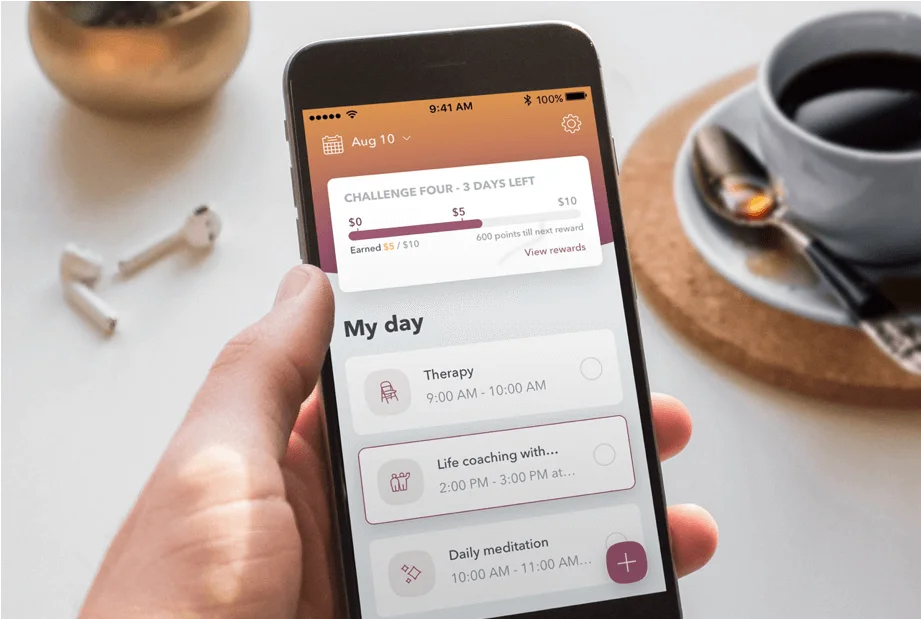 9:41 AM
100%
Aug 10
CHALLENGE FOUR - 3 DAYS LEFT
$0 $5 $10
Earned $5 / $10
600 points till next reward
View rewards
My day
Therapy
9:00 AM - 10:00 AM
Life coaching with...
2:00 PM - 3:00 PM at...
Daily meditation
10:00 AM - 11:00 AM...